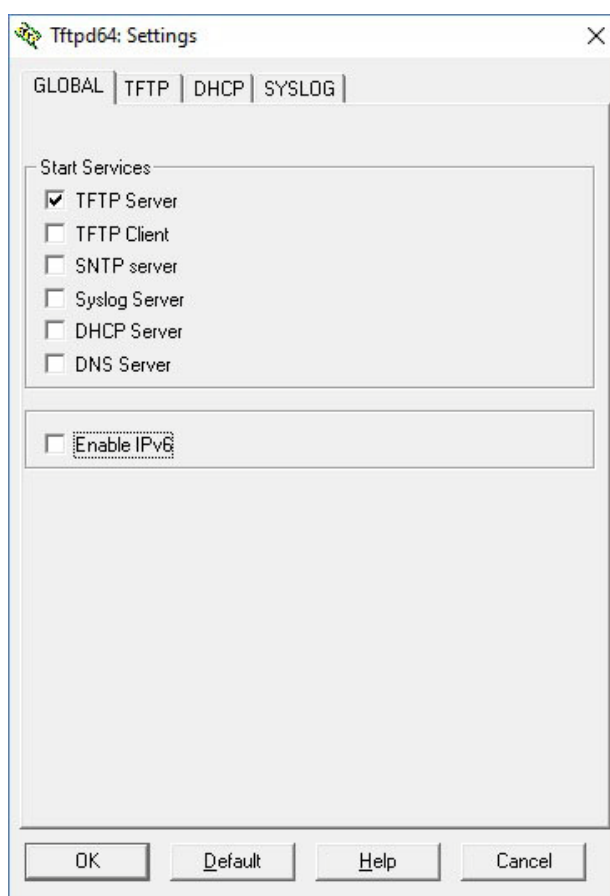 Tftpd64: Settings
GLOBAL TFTP DHCP SYSLOG
Start Services
TFTP Server
TFTP Client
SNTP server
Syslog Server
DHCP Server
DNS Server
Enable IPv6
OK Default Help Cancel